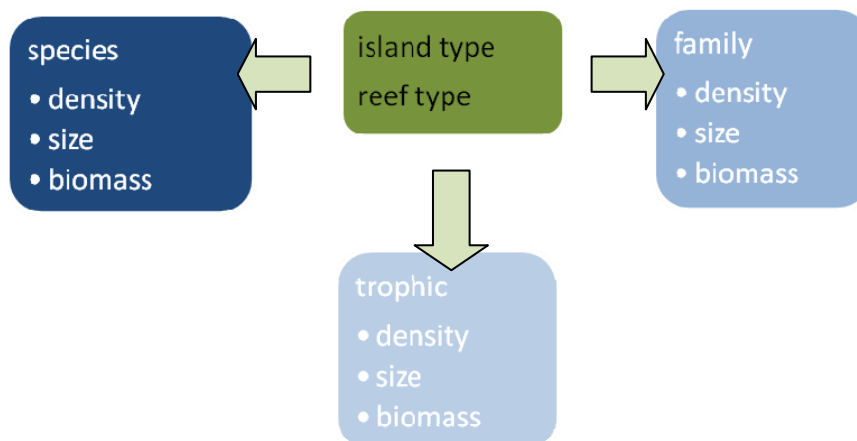 species
• density
• size
• biomass
island type
reef type
family
• density
• size
• biomass
trophic
• density
• size
• biomass